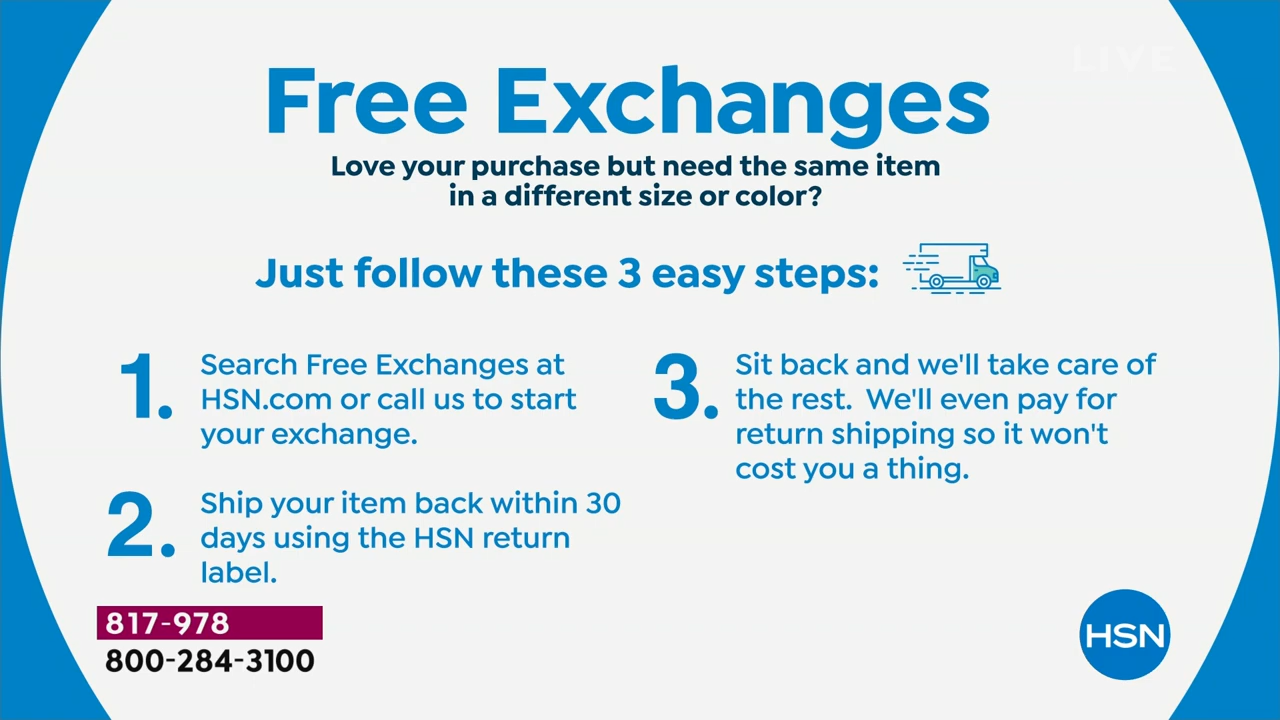 LIVE
Free Exchanges
Love your purchase but need the same item
in a different size or color?
Just follow these 3 easy steps:
1. Search Free Exchanges at
HSN.com or call us to start
your exchange.
2. Ship your item back within 30
days using the HSN return
label.
3. Sit back and we'll take care of
the rest.  We'll even pay for
return shipping so it won't
cost you a thing.
817-978
800-284-3100
HSN